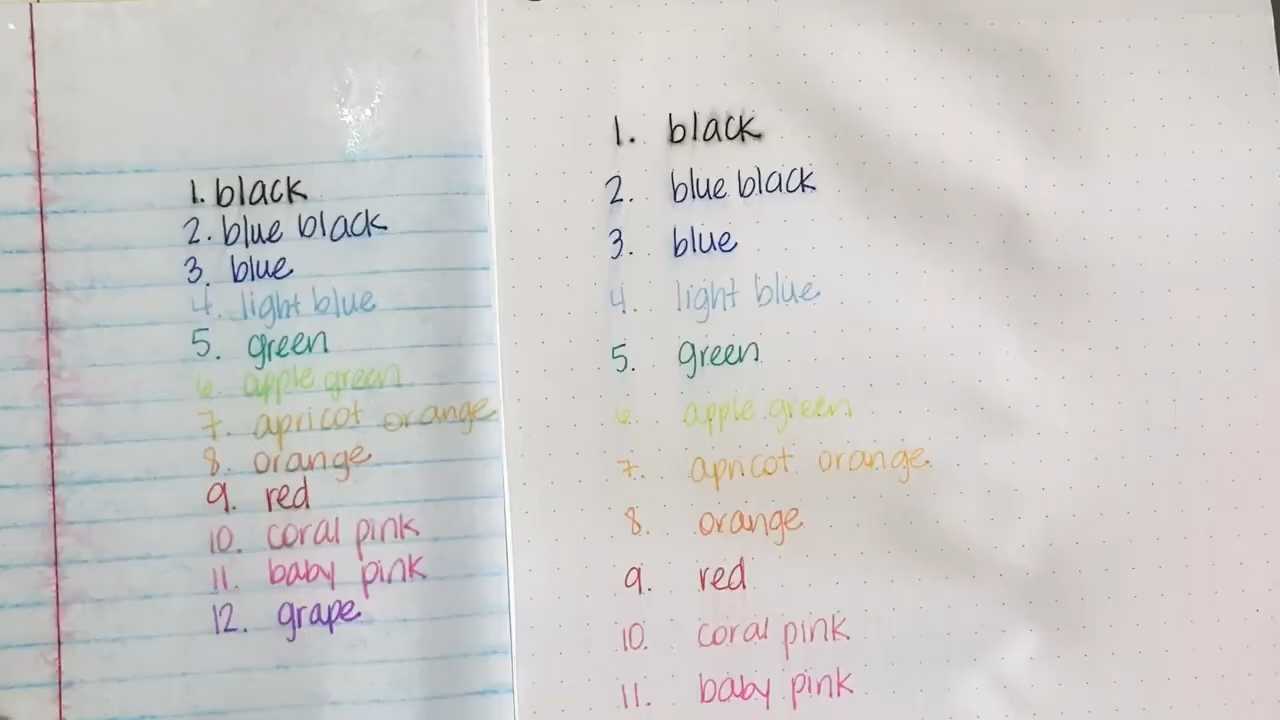 1. black
2. blue black
3. blue
4. light blue
5. green
6. apple green
7. apricot orange
8. orange
9. red
10. coral pink
11. baby pink
12. grape
1. black
2. blue black
3. blue
4. light blue
5. green
6. apple green
7. apricot orange
8. orange
9. red
10. coral pink
11. baby pink